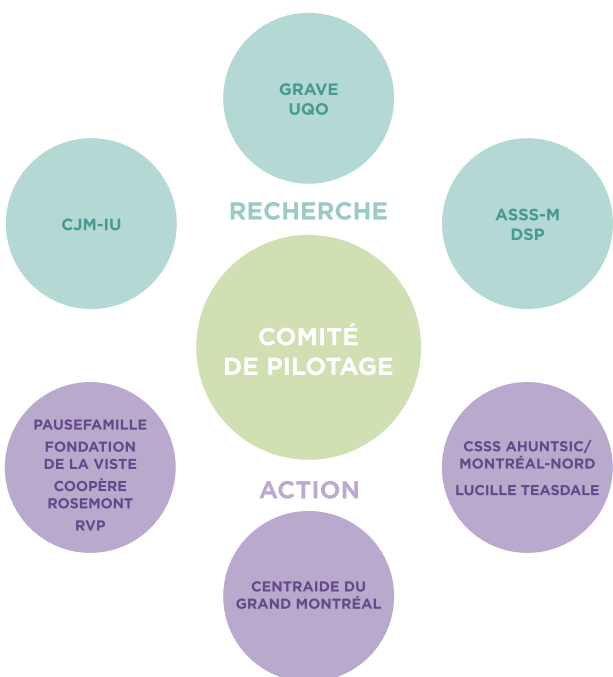 GRAVE
UQO
RECHERCHE
CJM-IU
ASSS-M
DSP
COMITÉ
DE PILOTAGE
PAUSEFAMILLE
FONDATION
DE LA VISTE
COOPÈRE
ROSEMONT
RVP
CSSS AHUNTSIC/
MONTRÉAL-NORD
LUCILLE TEASDALE
ACTION
CENTRAIDE DU
GRAND MONTRÉAL